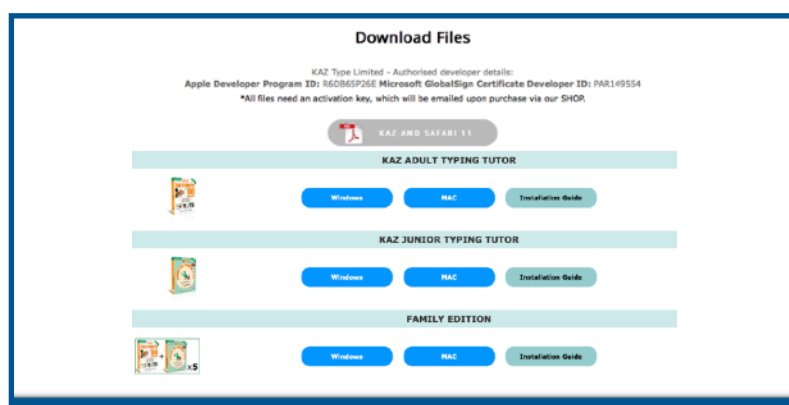 Download Files
KAZ Type Limited - Authorised developer details:
Apple Developer Program ID: R6DB65P26E Microsoft GlobalSign Certificate Developer ID: PAR149554
*All files need an activation key, which will be emailed upon purchase via our SHOP.
KAZ AND SAFARI 11
KAZ ADULT TYPING TUTOR
Windows MAC Installation Guide
KAZ JUNIOR TYPING TUTOR
Windows MAC Installation Guide
FAMILY EDITION
x5 Windows MAC Installation Guide